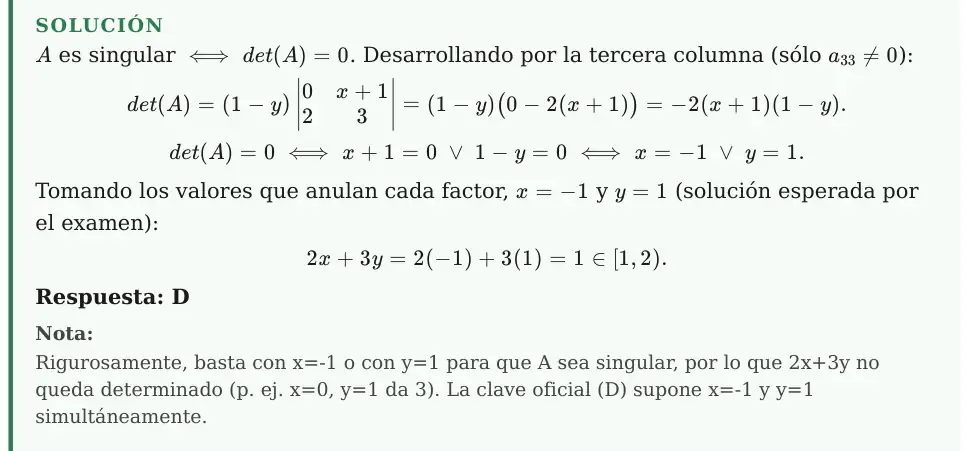 SOLUCIÓN
A es singular ⟺ det(A) = 0. Desarrollando por la tercera columna (sólo a₃₃ ≠ 0):
det(A) = (1 − y) |0 x + 1; 2 3| = (1 − y)(0 − 2(x + 1)) = −2(x + 1)(1 − y).
det(A) = 0 ⟺ x + 1 = 0 ∨ 1 − y = 0 ⟺ x = −1 ∨ y = 1.
Tomando los valores que anulan cada factor, x = −1 y y = 1 (solución esperada por
el examen):
2x + 3y = 2(−1) + 3(1) = 1 ∈ [1, 2).
Respuesta: D
Nota:
Rigurosamente, basta con x=-1 o con y=1 para que A sea singular, por lo que 2x+3y no
queda determinado (p. ej. x=0, y=1 da 3). La clave oficial (D) supone x=-1 y y=1
simultáneamente.